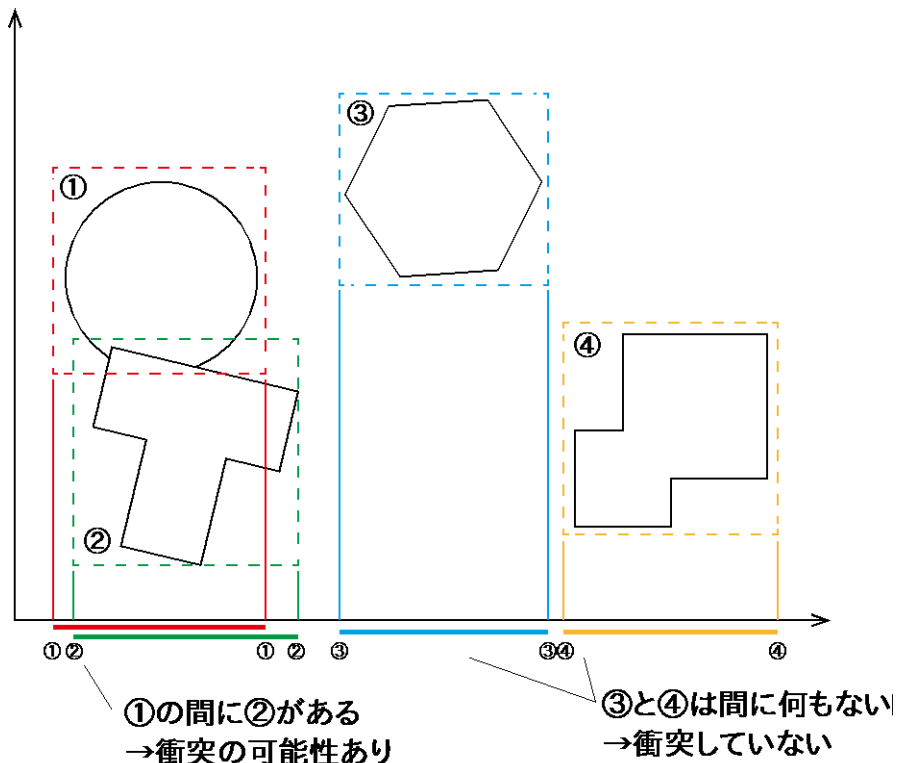 ③
①
④
②
①② ①② ③ ③④ ④
①の間に②がある
→衝突の可能性あり
③と④は間に何もない
→衝突していない